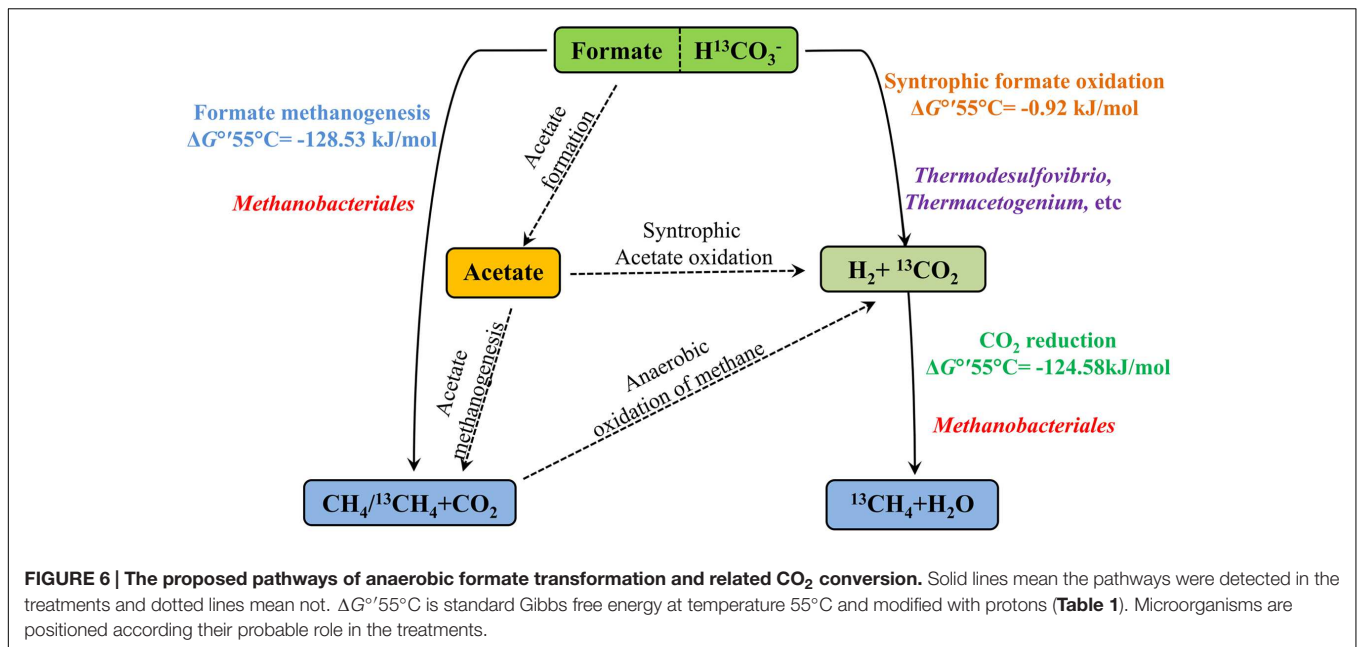 Formate H¹³CO₃⁻
Formate methanogenesis
ΔG°′55°C= -128.53 kJ/mol
Syntrophic formate oxidation
ΔG°′55°C= -0.92 kJ/mol
Acetate
formation
Methanobacteriales
Thermodesulfovibrio,
Thermacetogenium, etc
Syntrophic
Acetate oxidation
Acetate
H₂+ ¹³CO₂
Acetate
methanogenesis
Anaerobic
oxidation of methane
CO₂ reduction
ΔG°′55°C= -124.58kJ/mol
Methanobacteriales
CH₄/¹³CH₄+CO₂
¹³CH₄+H₂O
FIGURE 6 | The proposed pathways of anaerobic formate transformation and related CO₂ conversion. Solid lines mean the pathways were detected in the
treatments and dotted lines mean not. ΔG°′55°C is standard Gibbs free energy at temperature 55°C and modified with protons (Table 1). Microorganisms are
positioned according their probable role in the treatments.